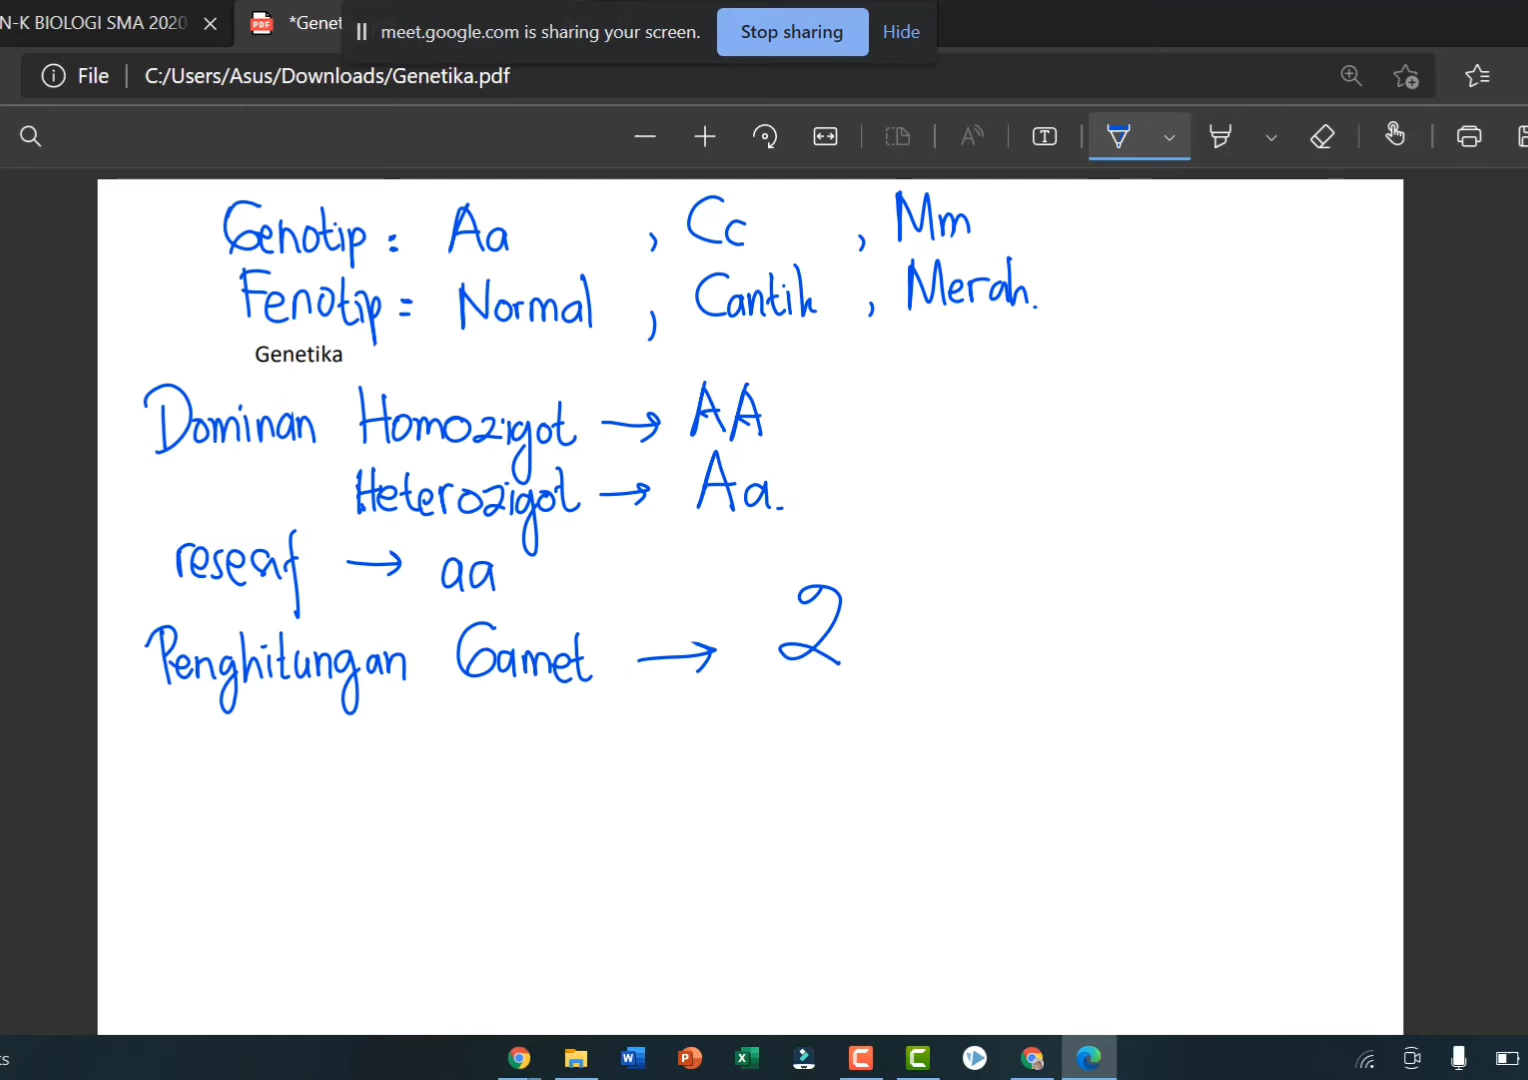 N-K BIOLOGI SMA 2020
*Genet
meet.google.com is sharing your screen.
Stop sharing
Hide
File
C:/Users/Asus/Downloads/Genetika.pdf
Genotip = Aa , Cc , Mm
Fenotip = Normal , Cantik , Merah.
Genetika
Dominan Homozigot → AA
Heterozigot → Aa.
resesif → aa
Penghitungan Gamet → 2